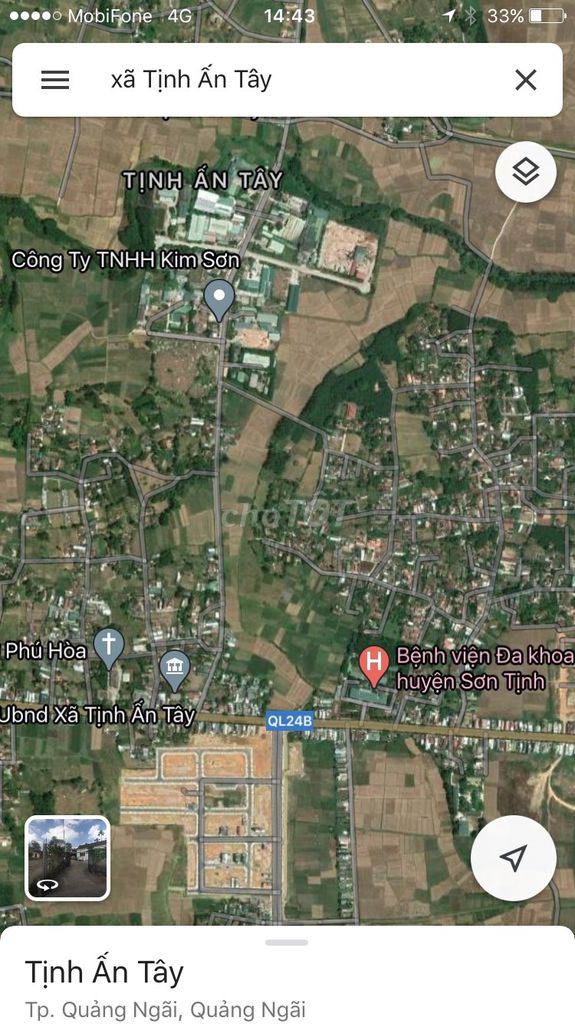 MobiFone 4G 14:43 33%
xã Tịnh Ấn Tây
TỊNH ẤN TÂY
Công Ty TNHH Kim Sơn
choTỐT
Phú Hòa
Bệnh viện Đa khoa
huyện Sơn Tịnh
Ubnd Xã Tịnh Ấn Tây
QL24B
Tịnh Ấn Tây
Tp. Quảng Ngãi, Quảng Ngãi